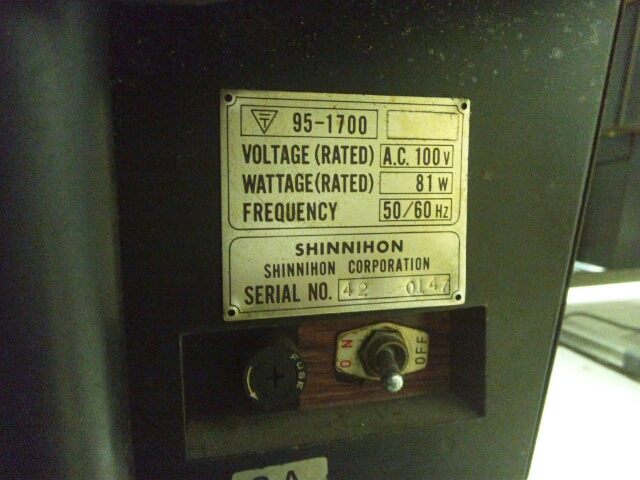 95-1700
VOLTAGE (RATED) A.C. 100 V
WATTAGE (RATED) 81 W
FREQUENCY 50/60 Hz
SHINNIHON
SHINNIHON CORPORATION
SERIAL NO. 42 0147
FUSE
ON OFF